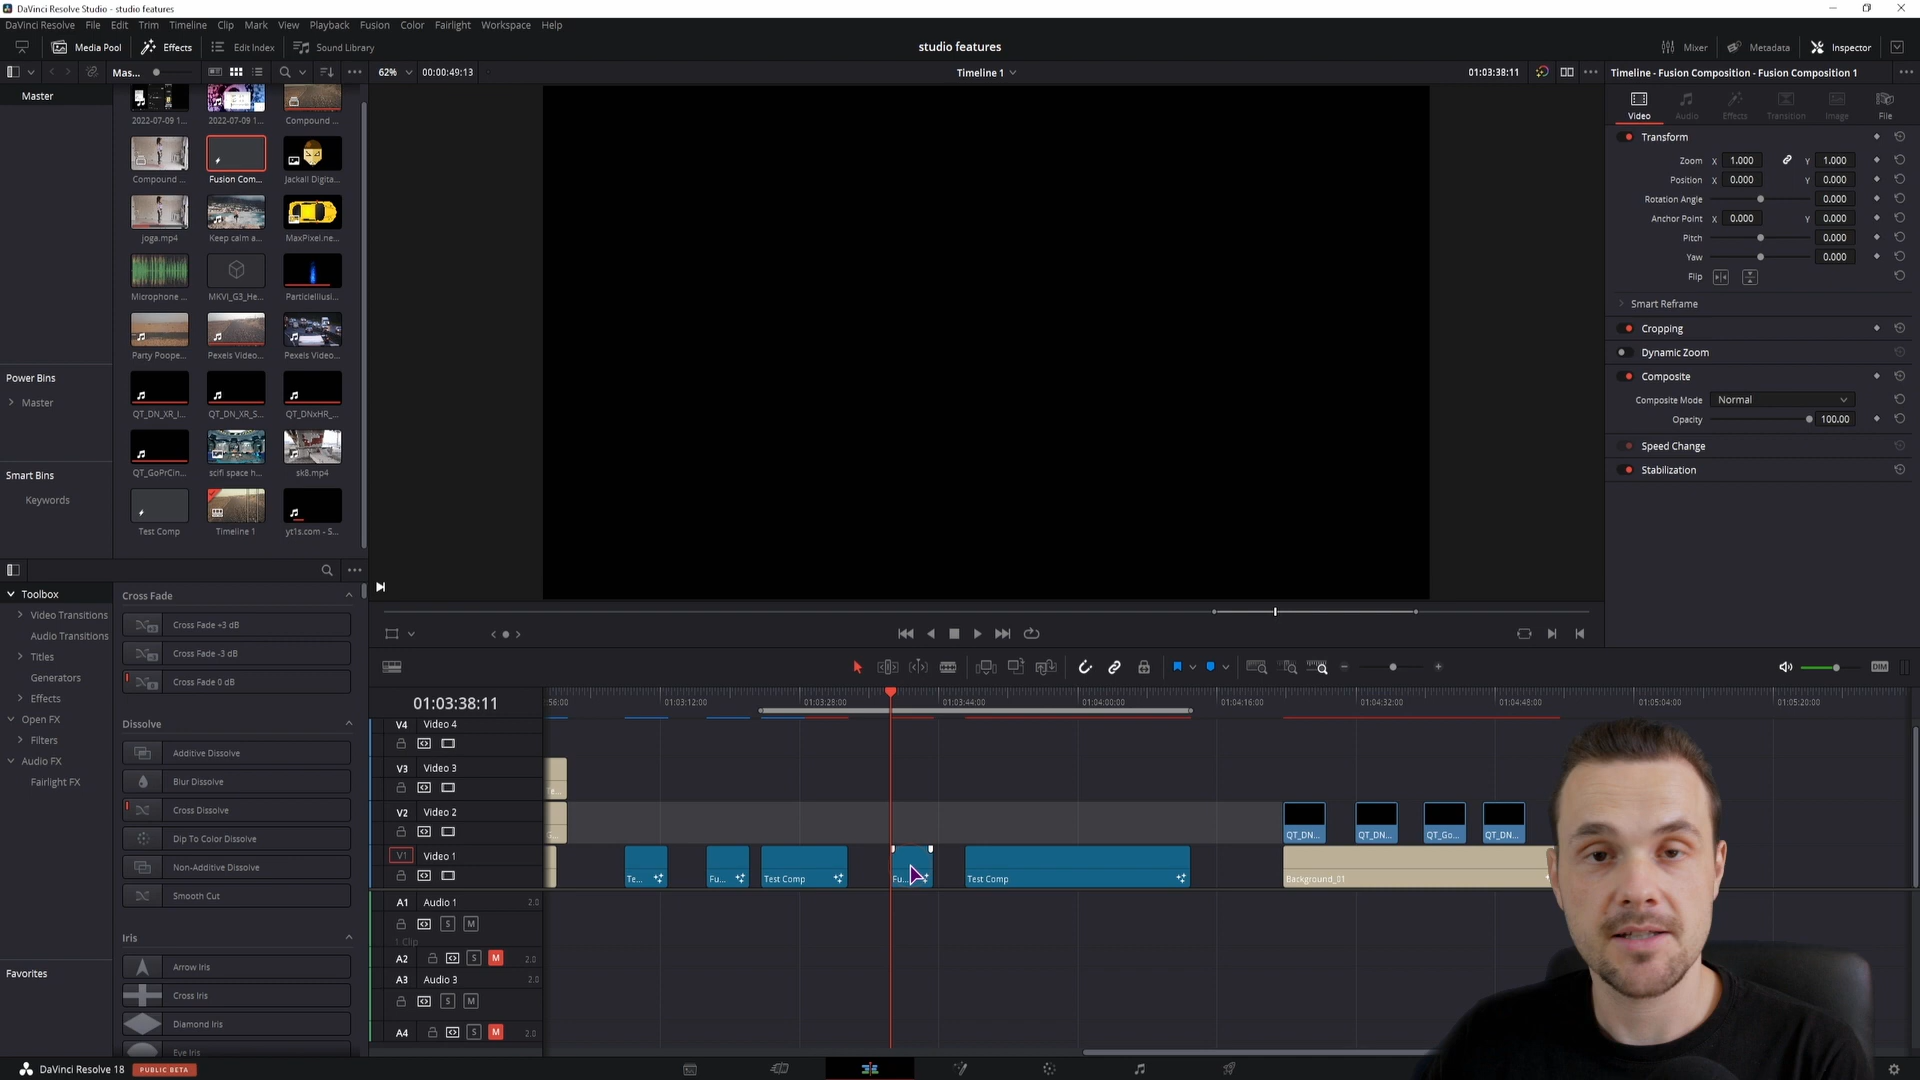 DaVinci Resolve Studio - studio features
DaVinci Resolve File Edit Trim Timeline Clip Mark View Playback Fusion Color Fairlight Workspace Help
Media Pool Effects Edit Index Sound Library studio features Mixer Metadata Inspector
Mas... 62% 00:00:49:13 Timeline 1 01:03:38:11 Timeline - Fusion Composition - Fusion Composition 1
Master
2022-07-09 1... 2022-07-09 1... Compound ...
Compound ... Fusion Com... Jackall Digita...
joga.mp4 Keep calm a... MaxPixel.ne...
Microphone ... MKVI_G3_He... ParticleIllusi...
Party Poope... Pexels Video... Pexels Video...
QT_DN_XR_I... QT_DN_XR_S... QT_DNxHR_...
QT_GoPrCin... scifi space h... sk8.mp4
Test Comp Timeline 1 yt1s.com - S...
Power Bins
Master
Smart Bins
Keywords
Video Audio Effects Transition Image File
Transform
Zoom X 1.000 Y 1.000
Position X 0.000 Y 0.000
Rotation Angle 0.000
Anchor Point X 0.000 Y 0.000
Pitch 0.000
Yaw 0.000
Flip
Smart Reframe
Cropping
Dynamic Zoom
Composite
Composite Mode Normal
Opacity 100.00
Speed Change
Stabilization
Toolbox
Video Transitions
Audio Transitions
Titles
Generators
Effects
Open FX
Filters
Audio FX
Fairlight FX
Favorites
Cross Fade
Cross Fade +3 dB
Cross Fade -3 dB
Cross Fade 0 dB
Dissolve
Additive Dissolve
Blur Dissolve
Cross Dissolve
Dip To Color Dissolve
Non-Additive Dissolve
Smooth Cut
Iris
Arrow Iris
Cross Iris
Diamond Iris
Eye Iris
DIM
01:03:38:11 :56:00 01:03:12:00 01:03:28:00 01:03:44:00 01:04:00:00 01:04:16:00 01:04:32:00 01:04:48:00 01:05:04:00 01:05:20:00
V4 Video 4
V3 Video 3
Te...
V2 Video 2
G... QT_DN... QT_DN... QT_Go... QT_DN...
V1 Video 1
Te... Fu... Test Comp Fu... Test Comp Background_01
A1 Audio 1 2.0
S M
1 Clip
A2 S M 2.0
A3 Audio 3 2.0
S M
A4 S M 2.0
DaVinci Resolve 18 PUBLIC BETA